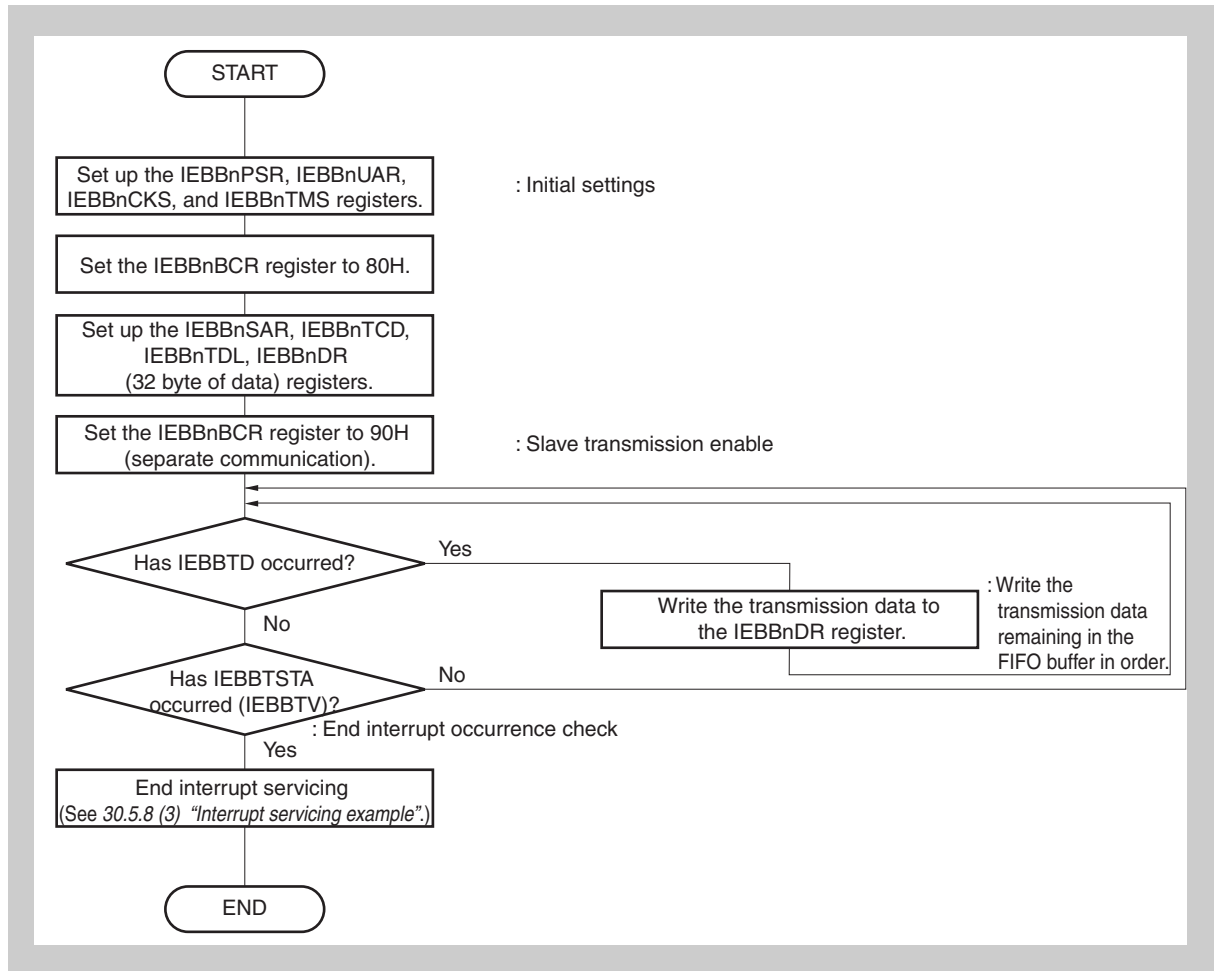 START
Set up the IEBBnPSR, IEBBnUAR,
IEBBnCKS, and IEBBnTMS registers.
: Initial settings
Set the IEBBnBCR register to 80H.
Set up the IEBBnSAR, IEBBnTCD,
IEBBnTDL, IEBBnDR
(32 byte of data) registers.
Set the IEBBnBCR register to 90H
(separate communication).
: Slave transmission enable
Has IEBBTD occurred?
Yes
No
Write the transmission data to
the IEBBnDR register.
: Write the
transmission data
remaining in the
FIFO buffer in order.
Has IEBBTSTA
occurred (IEBBTV)?
No
: End interrupt occurrence check
Yes
End interrupt servicing
(See 30.5.8 (3) “Interrupt servicing example”.)
END